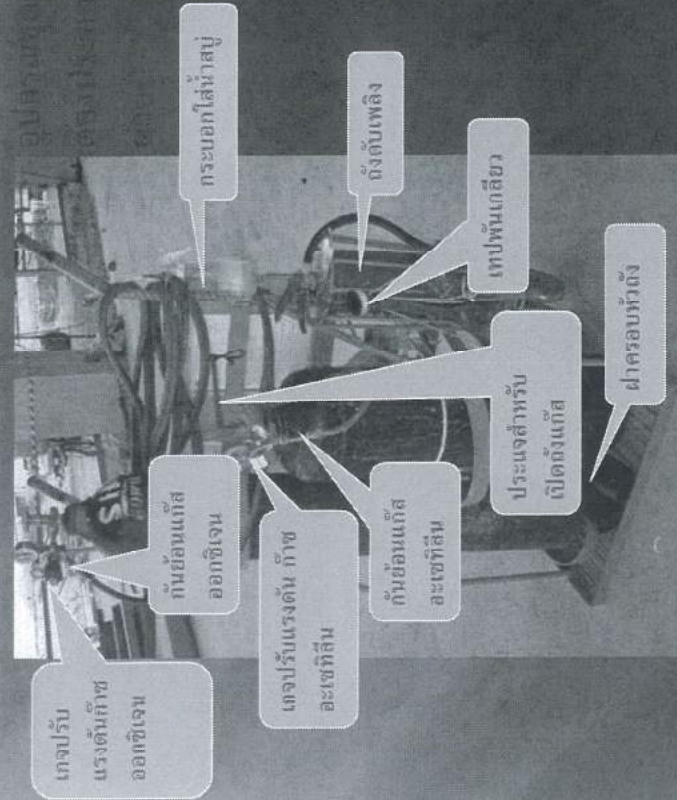 เกจปรับ
แรงดันก๊าซ
ออกซิเจน
กันย้อนแก๊ส
ออกซิเจน
เกจปรับแรงดัน ก๊าซ
อะเซทิลีน
กันย้อนแก๊ส
อะเซทิลีน
กระบอกใส่น้ำสบู่
ถังดับเพลิง
เทปพันเกลียว
ประแจสำหรับ
เปิดถังแก๊ส
ฝาครอบหัวถัง